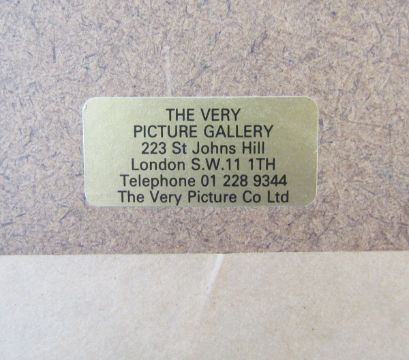 THE VERY
PICTURE GALLERY
223 St Johns Hill
London S.W.11 1TH
Telephone 01 228 9344
The Very Picture Co Ltd